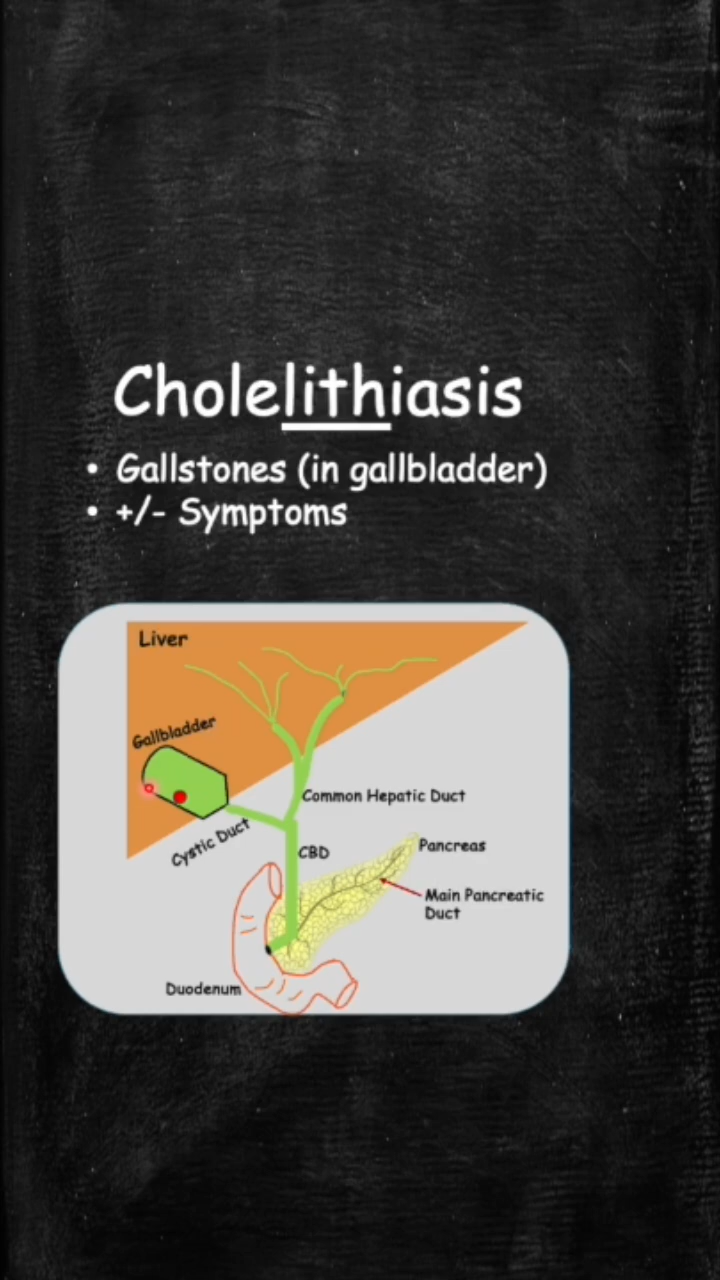 Cholelithiasis
• Gallstones (in gallbladder)
• +/- Symptoms
Liver
Gallbladder
Common Hepatic Duct
Cystic Duct
CBD
Pancreas
Main Pancreatic
Duct
Duodenum